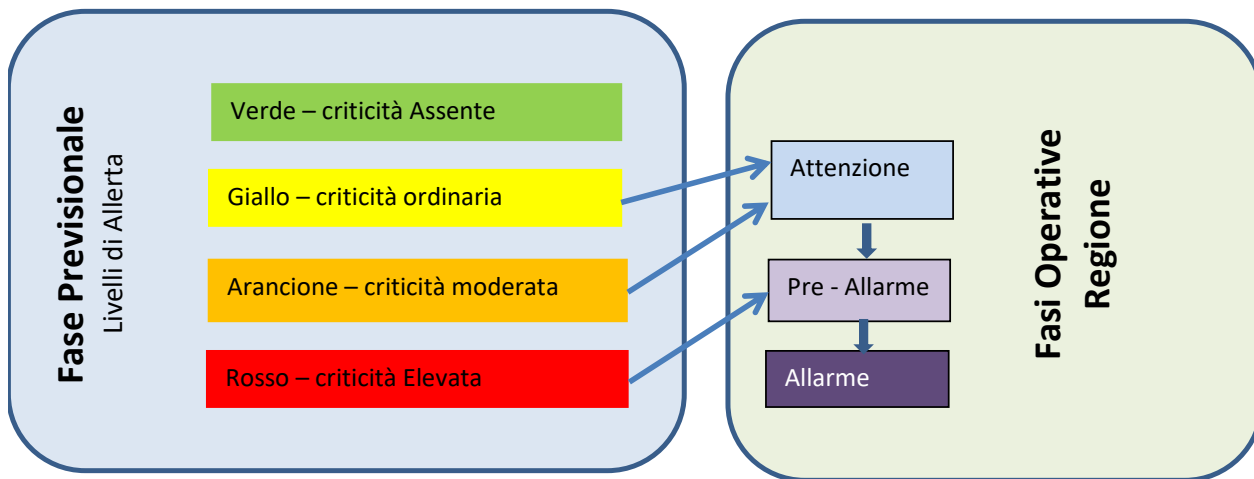 Fase Previsionale
Livelli di Allerta
Verde – criticità Assente
Giallo – criticità ordinaria
Arancione – criticità moderata
Rosso – criticità Elevata
Attenzione
Pre - Allarme
Allarme
Fasi Operative
Regione